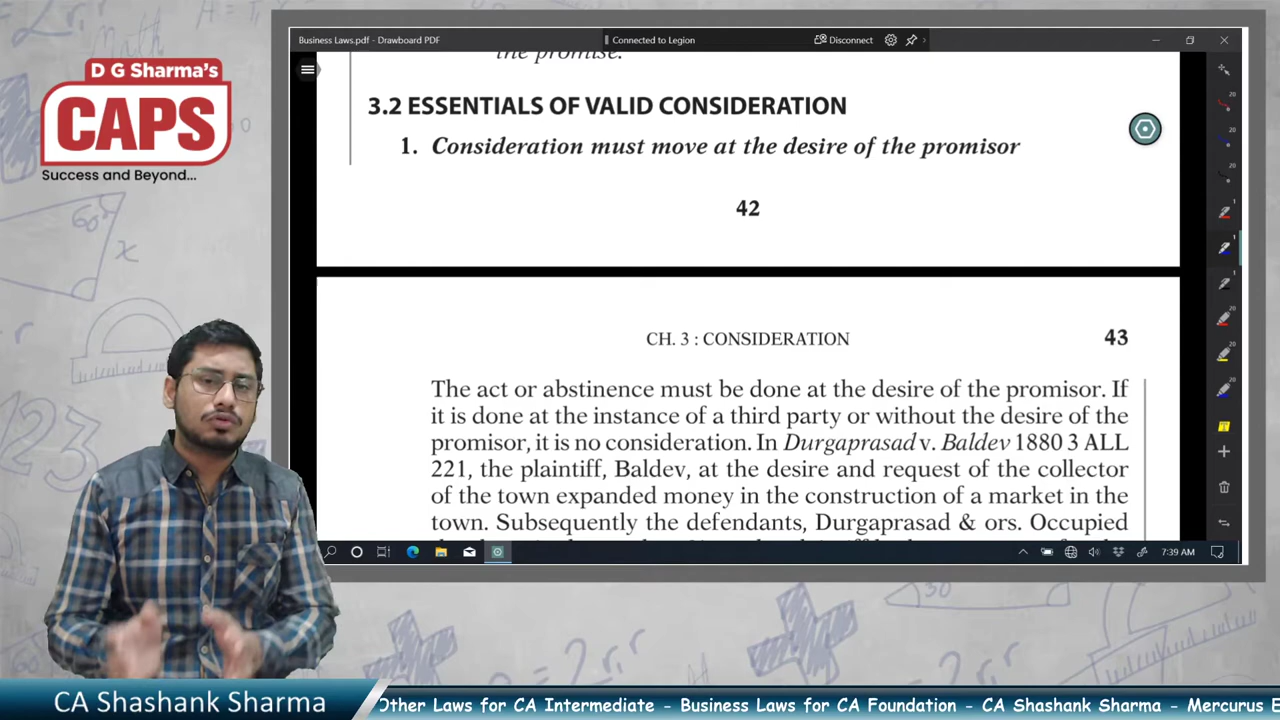 D G Sharma's
CAPS
Success and Beyond...
Business Laws.pdf - Drawboard PDF
Connected to Legion
Disconnect
the promise.
3.2 ESSENTIALS OF VALID CONSIDERATION
1. Consideration must move at the desire of the promisor
42
CH. 3 : CONSIDERATION
43
The act or abstinence must be done at the desire of the promisor. If
it is done at the instance of a third party or without the desire of the
promisor, it is no consideration. In Durgaprasad v. Baldev 1880 3 ALL
221, the plaintiff, Baldev, at the desire and request of the collector
of the town expanded money in the construction of a market in the
town. Subsequently the defendants, Durgaprasad & ors. Occupied
7:39 AM
CA Shashank Sharma
Other Laws for CA Intermediate - Business Laws for CA Foundation - CA Shashank Sharma - Mercurus E